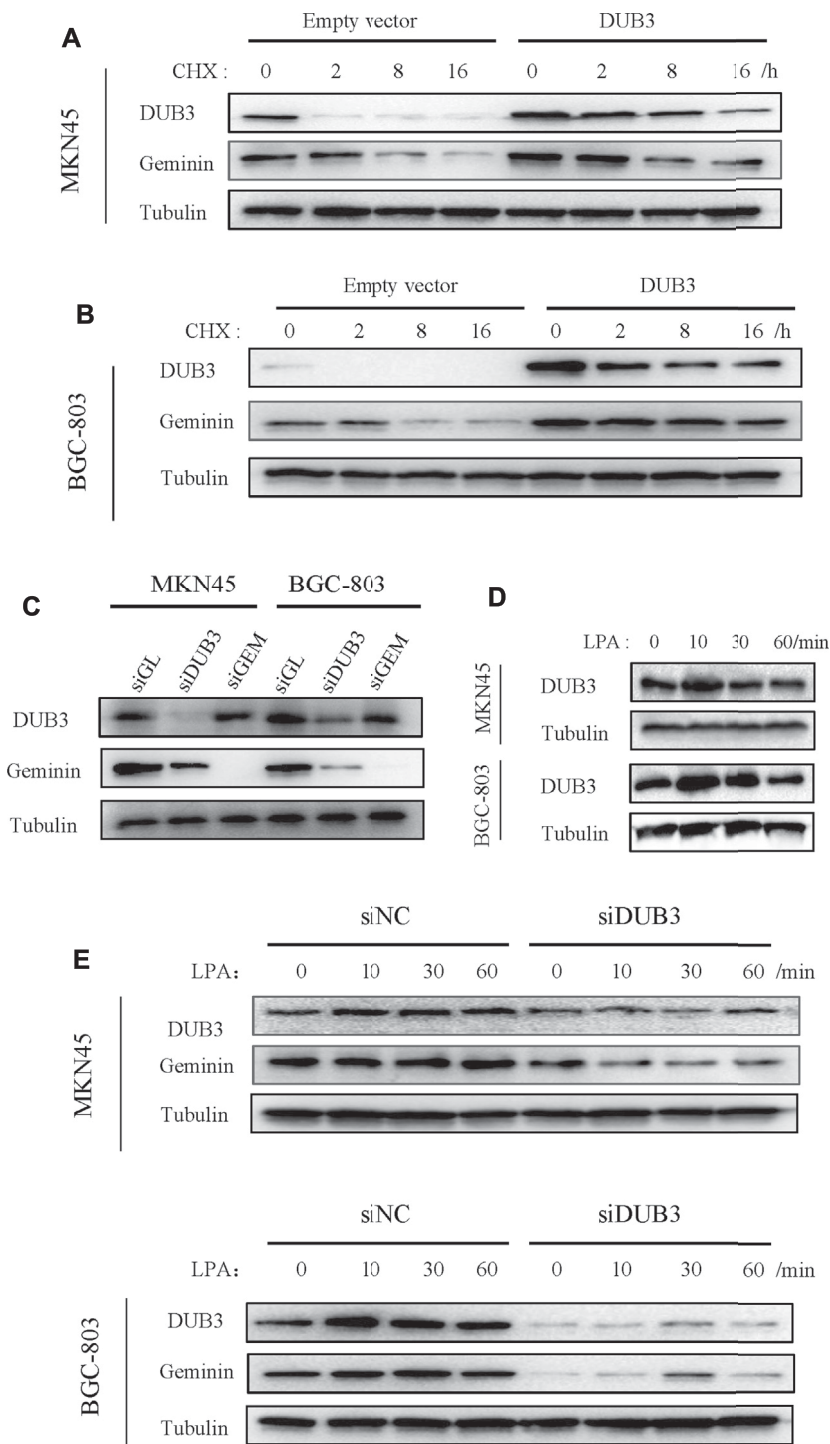 A
Empty vector DUB3
CHX : 0 2 8 16 0 2 8 16 /h
MKN45
DUB3
Geminin
Tubulin
B
Empty vector DUB3
CHX : 0 2 8 16 0 2 8 16 /h
BGC-803
DUB3
Geminin
Tubulin
C
MKN45 BGC-803
siGL siDUB3 siGEM siGL siDUB3 siGEM
DUB3
Geminin
Tubulin
D
LPA : 0 10 30 60/min
MKN45
DUB3
Tubulin
BGC-803
DUB3
Tubulin
E
siNC siDUB3
LPA: 0 10 30 60 0 10 30 60 /min
MKN45
DUB3
Geminin
Tubulin
siNC siDUB3
LPA: 0 10 30 60 0 10 30 60 /min
BGC-803
DUB3
Geminin
Tubulin